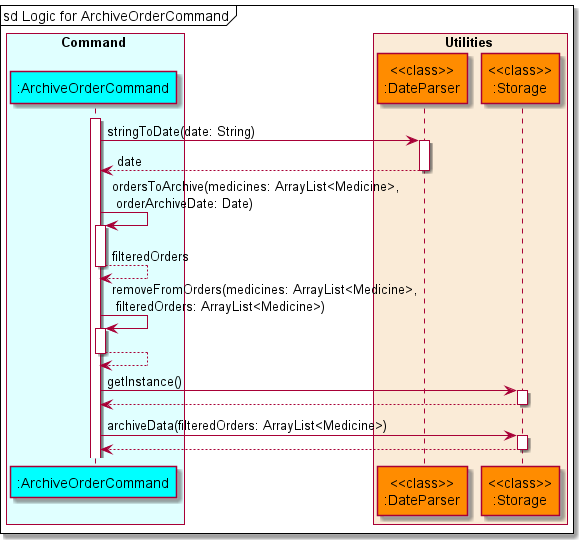 sd Logic for ArchiveOrderCommand
Command
Utilities
:ArchiveOrderCommand
<<class>>
:DateParser
<<class>>
:Storage
stringToDate(date: String)
date
ordersToArchive(medicines: ArrayList<Medicine>,
orderArchiveDate: Date)
filteredOrders
removeFromOrders(medicines: ArrayList<Medicine>,
filteredOrders: ArrayList<Medicine>)
getInstance()
archiveData(filteredOrders: ArrayList<Medicine>)
:ArchiveOrderCommand
<<class>>
:DateParser
<<class>>
:Storage